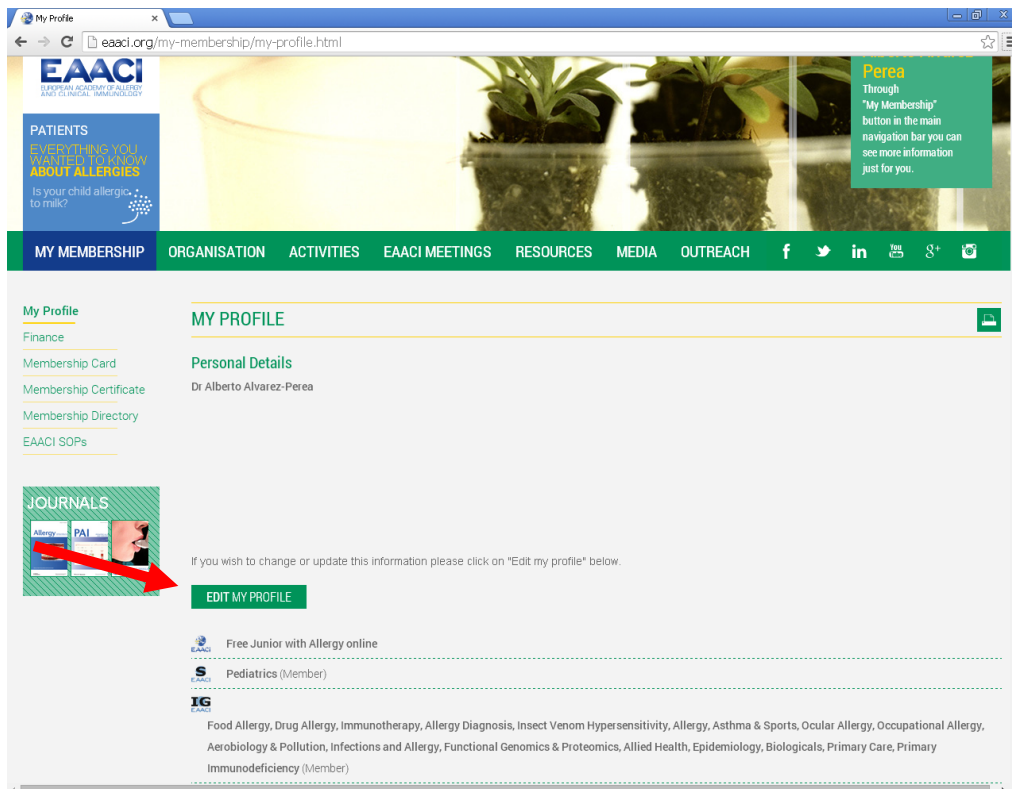 My Profile
eaaci.org/my-membership/my-profile.html
EAACI
EUROPEAN ACADEMY OF ALLERGY
AND CLINICAL IMMUNOLOGY
PATIENTS
EVERYTHING YOU
WANTED TO KNOW
ABOUT ALLERGIES
Is your child allergic
to milk?
Perea
Through
"My Membership"
button in the main
navigation bar you can
see more information
just for you.
MY MEMBERSHIP ORGANISATION ACTIVITIES EAACI MEETINGS RESOURCES MEDIA OUTREACH f in You g+
My Profile
Finance
Membership Card
Membership Certificate
Membership Directory
EAACI SOPs
JOURNALS
Allergy PAI
MY PROFILE
Personal Details
Dr Alberto Alvarez-Perea
If you wish to change or update this information please click on "Edit my profile" below.
EDIT MY PROFILE
EAACI Free Junior with Allergy online
S EAACI Pediatrics (Member)
IG
EAACI
Food Allergy, Drug Allergy, Immunotherapy, Allergy Diagnosis, Insect Venom Hypersensitivity, Allergy, Asthma & Sports, Ocular Allergy, Occupational Allergy,
Aerobiology & Pollution, Infections and Allergy, Functional Genomics & Proteomics, Allied Health, Epidemiology, Biologicals, Primary Care, Primary
Immunodeficiency (Member)